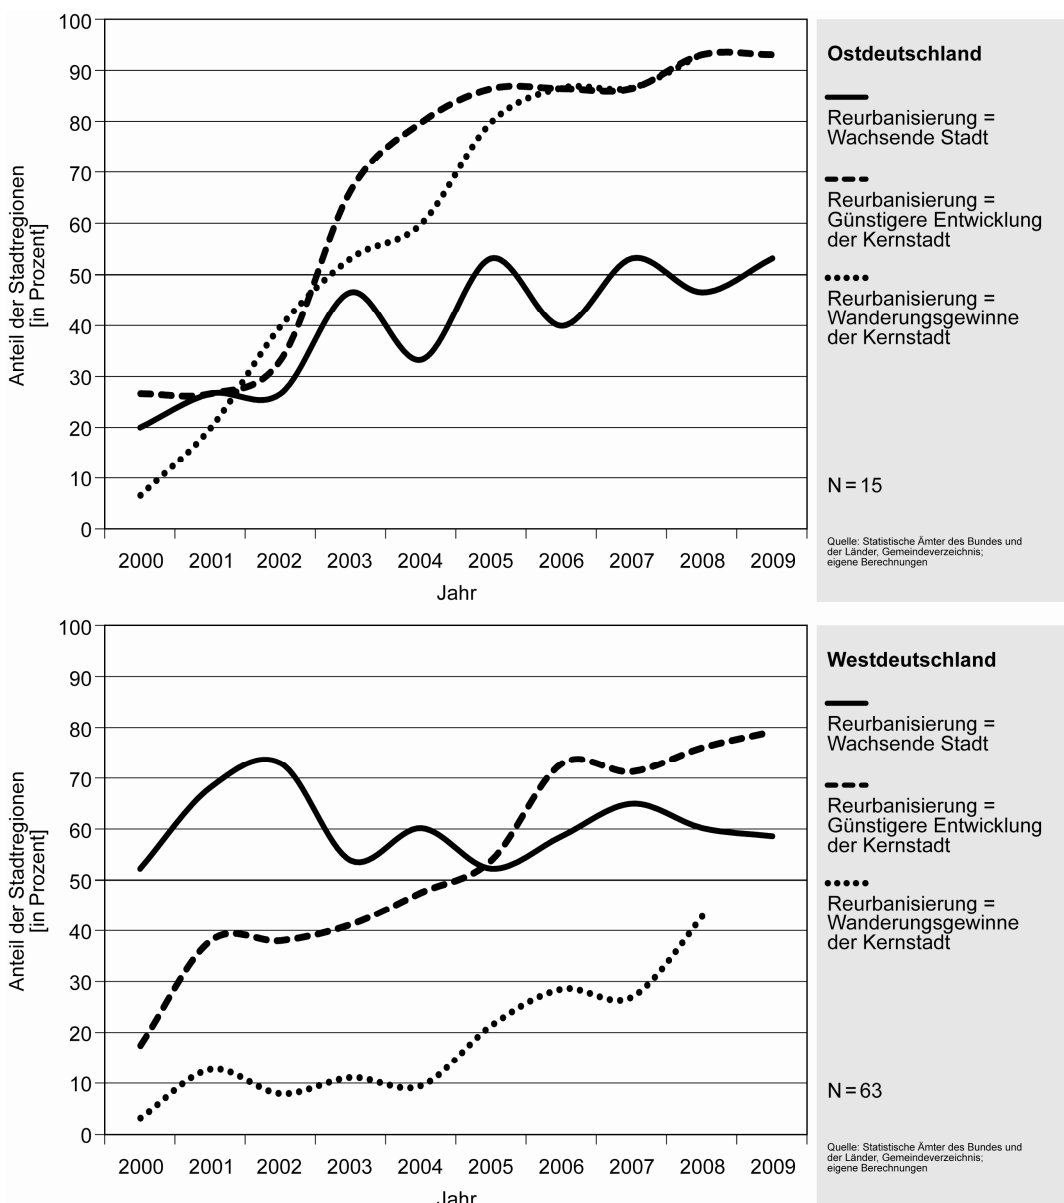 100
90
80
70
60
50
40
30
20
10
0
Anteil der Stadtregionen
[in Prozent]
2000 2001 2002 2003 2004 2005 2006 2007 2008 2009
Jahr
Ostdeutschland
Reurbanisierung =
Wachsende Stadt
Reurbanisierung =
Günstigere Entwicklung
der Kernstadt
Reurbanisierung =
Wanderungsgewinne
der Kernstadt
N = 15
Quelle: Statistische Ämter des Bundes und
der Länder, Gemeindeverzeichnis;
eigene Berechnungen
100
90
80
70
60
50
40
30
20
10
0
Anteil der Stadtregionen
[in Prozent]
2000 2001 2002 2003 2004 2005 2006 2007 2008 2009
Jahr
Westdeutschland
Reurbanisierung =
Wachsende Stadt
Reurbanisierung =
Günstigere Entwicklung
der Kernstadt
Reurbanisierung =
Wanderungsgewinne
der Kernstadt
N = 63
Quelle: Statistische Ämter des Bundes und
der Länder, Gemeindeverzeichnis;
eigene Berechnungen